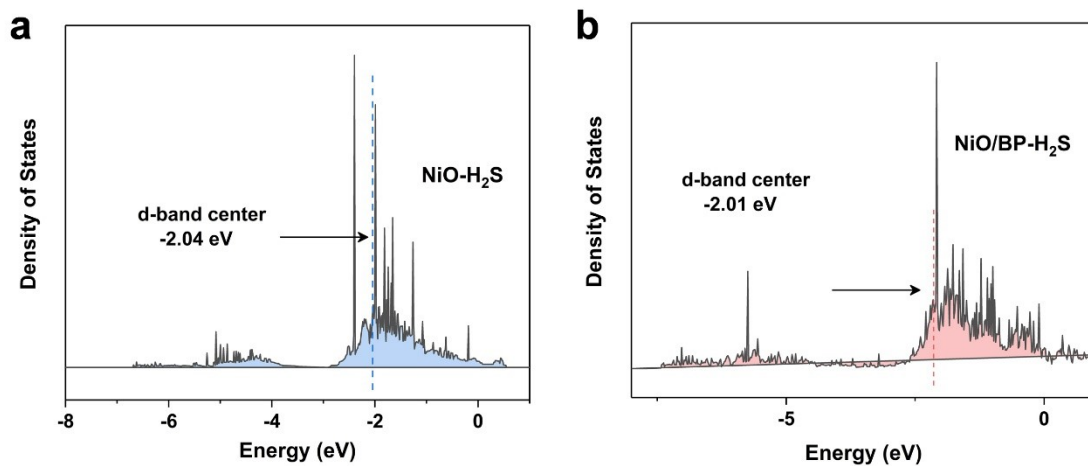 a
Density of States
NiO-H₂S
d-band center
-2.04 eV
-8
-6
-4
-2
0
Energy (eV)
b
Density of States
NiO/BP-H₂S
d-band center
-2.01 eV
-5
0
Energy (eV)